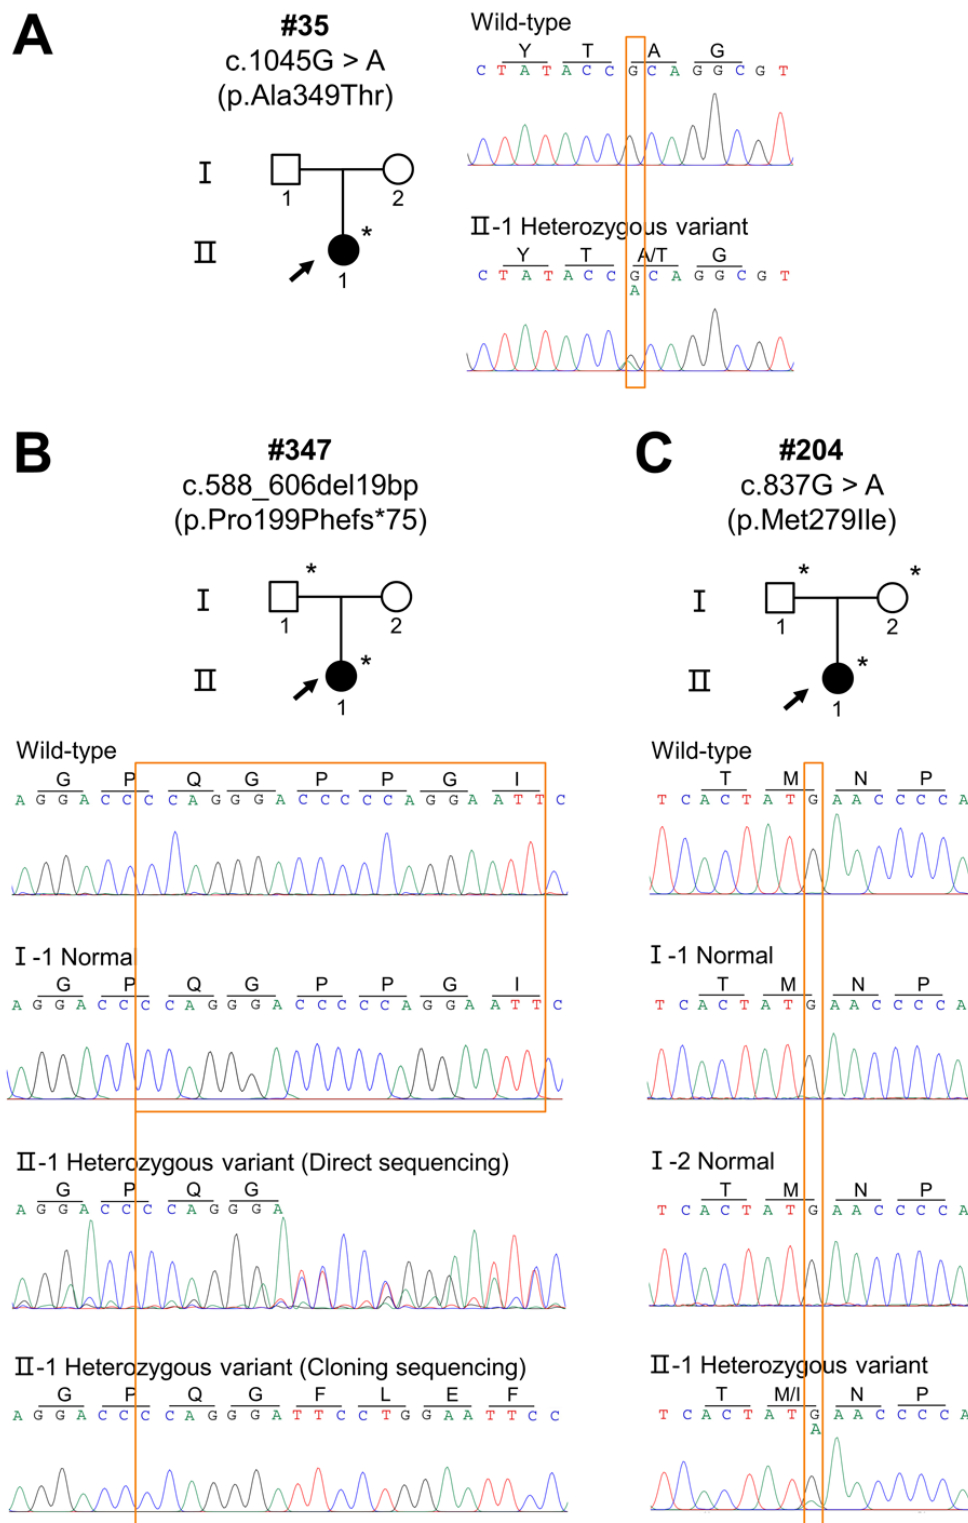 A
#35
c.1045G > A
(p.Ala349Thr)
I
1
2
II
*
1
Wild-type
Y T A G
C T A T A C C G C A G G C G T
II-1 Heterozygous variant
Y T A/T G
C T A T A C C G C A G G C G T
A
B
#347
c.588_606del19bp
(p.Pro199Phefs*75)
*
I
1
2
II
*
1
Wild-type
G P Q G P P G I
A G G A C C C C A G G G A C C C C C A G G A A T T C
I-1 Normal
G P Q G P P G I
A G G A C C C C A G G G A C C C C C A G G A A T T C
II-1 Heterozygous variant (Direct sequencing)
G P Q G
A G G A C C C C A G G G A
II-1 Heterozygous variant (Cloning sequencing)
G P Q G F L E F
A G G A C C C C A G G G A T T C C T G G A A T T C C
C
#204
c.837G > A
(p.Met279Ile)
* *
I
1
2
II
*
1
Wild-type
T M N P
T C A C T A T G A A C C C C A
I-1 Normal
T M N P
T C A C T A T G A A C C C C A
I-2 Normal
T M N P
T C A C T A T G A A C C C C A
II-1 Heterozygous variant
T M/I N P
T C A C T A T G A A C C C C A
A